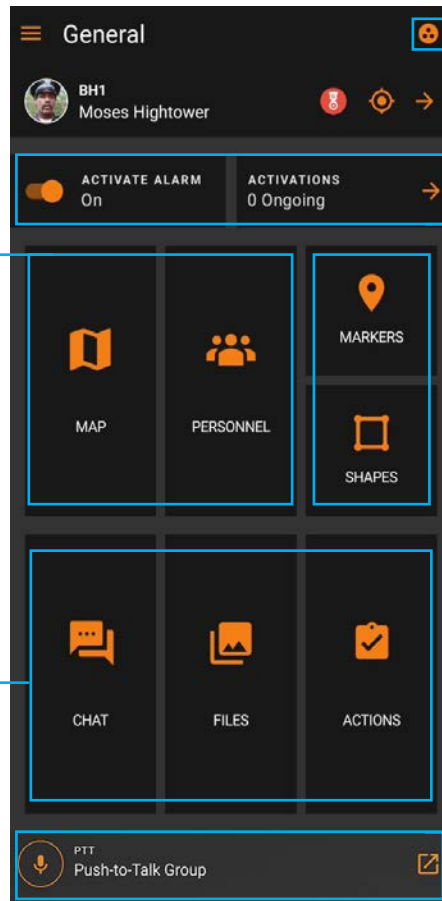 General
BH1
Moses Hightower
ACTIVATE ALARM
On
ACTIVATIONS
0 Ongoing
MAP
PERSONNEL
MARKERS
SHAPES
CHAT
FILES
ACTIONS
PTT
Push-to-Talk Group